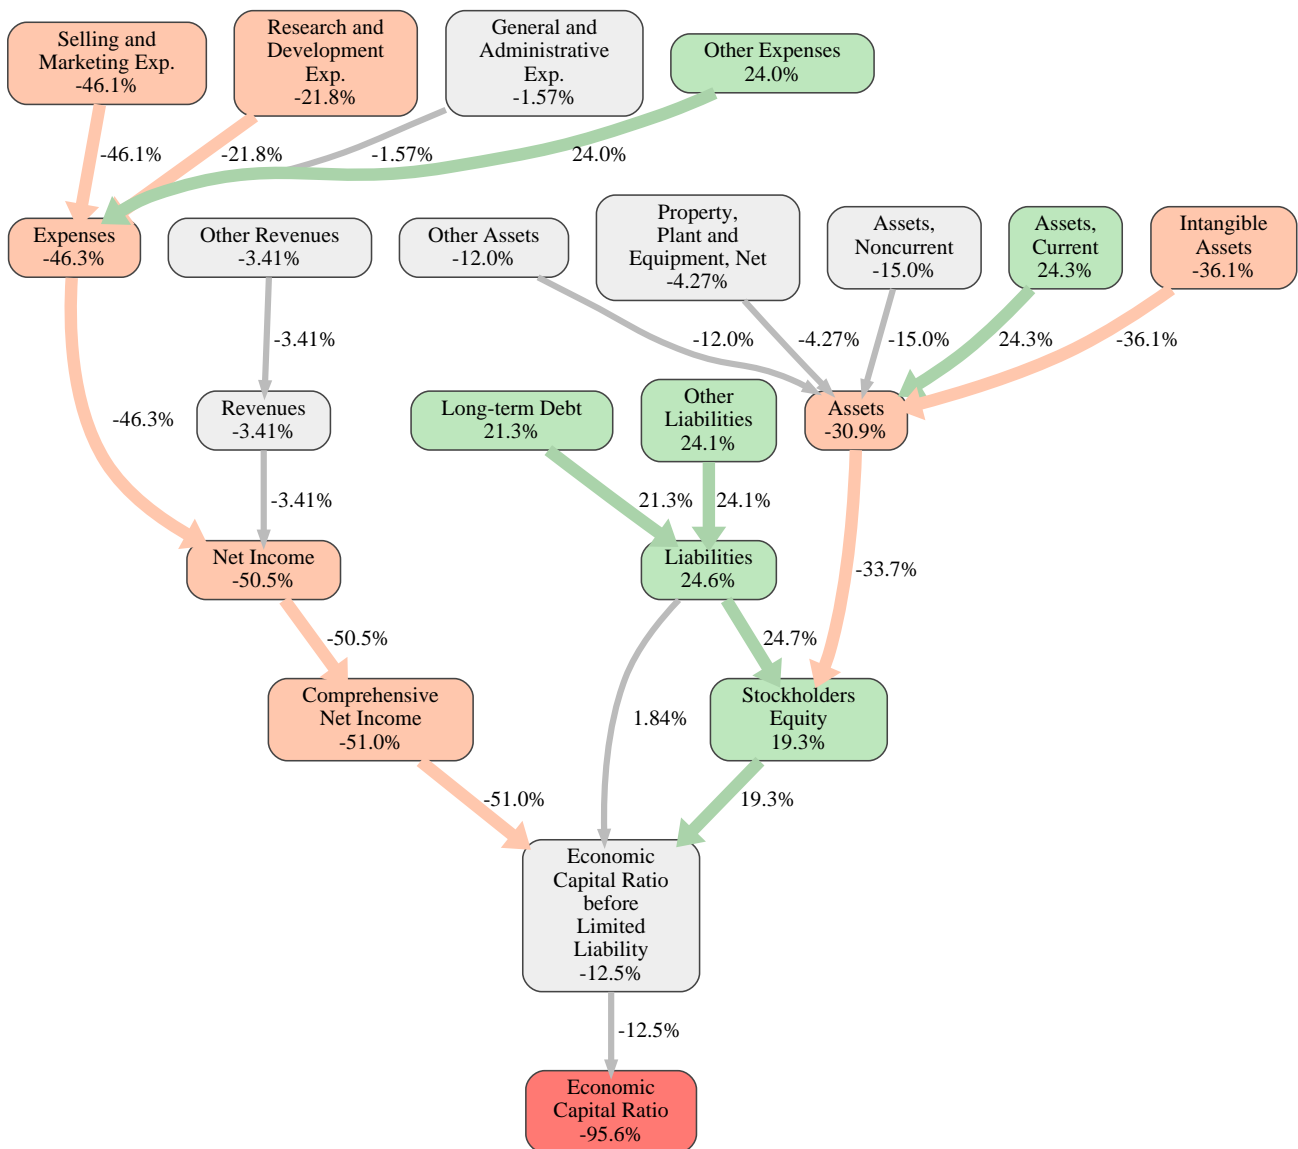 Selling and
Marketing Exp.
-46.1%
Research and
Development
Exp.
-21.8%
General and
Administrative
Exp.
-1.57%
Other Expenses
24.0%
-46.1%
-21.8%
-1.57%
24.0%
Expenses
-46.3%
Other Revenues
-3.41%
Other Assets
-12.0%
Property,
Plant and
Equipment, Net
-4.27%
Assets,
Noncurrent
-15.0%
Assets,
Current
24.3%
Intangible
Assets
-36.1%
-3.41%
-12.0%
-4.27%
-15.0%
24.3%
-36.1%
-46.3%
Revenues
-3.41%
Long-term Debt
21.3%
Other
Liabilities
24.1%
Assets
-30.9%
-3.41%
21.3%
24.1%
Net Income
-50.5%
Liabilities
24.6%
-33.7%
-50.5%
24.7%
Comprehensive
Net Income
-51.0%
1.84%
Stockholders
Equity
19.3%
-51.0%
19.3%
Economic
Capital Ratio
before
Limited
Liability
-12.5%
-12.5%
Economic
Capital Ratio
-95.6%